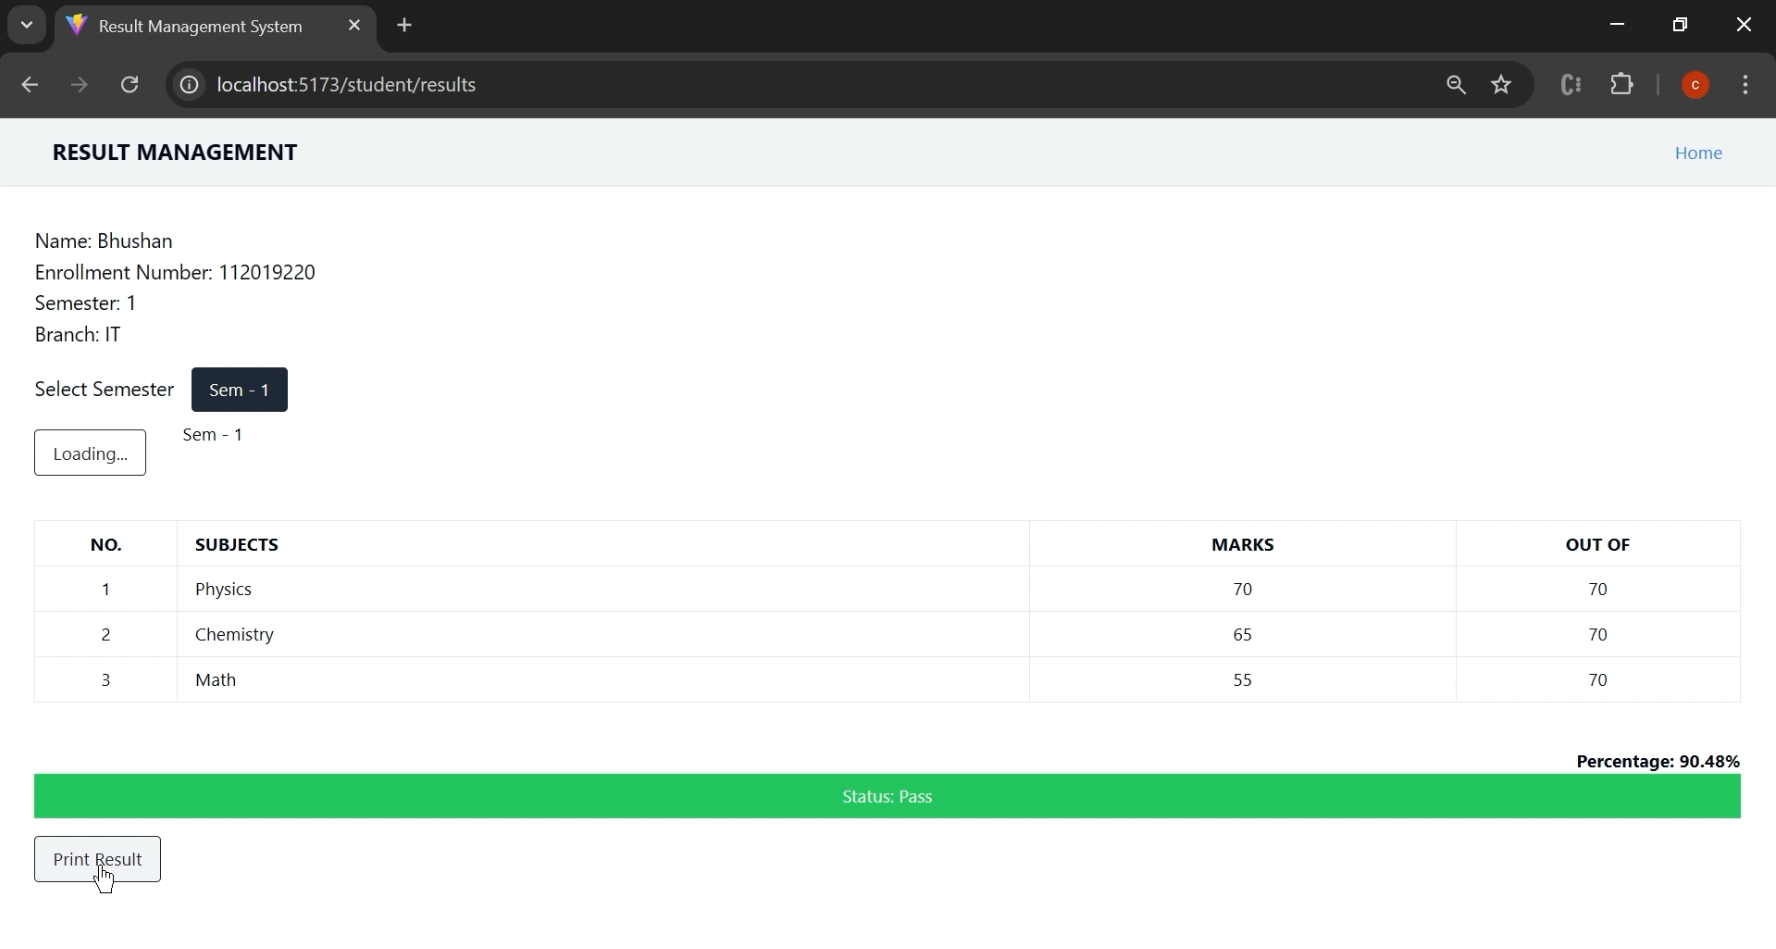 Result Management System
localhost:5173/student/results
C
RESULT MANAGEMENT Home
Name: Bhushan
Enrollment Number: 112019220
Semester: 1
Branch: IT
Select Semester Sem - 1
Sem - 1
Loading...
NO. SUBJECTS MARKS OUT OF
1 Physics 70 70
2 Chemistry 65 70
3 Math 55 70
Percentage: 90.48%
Status: Pass
Print Result